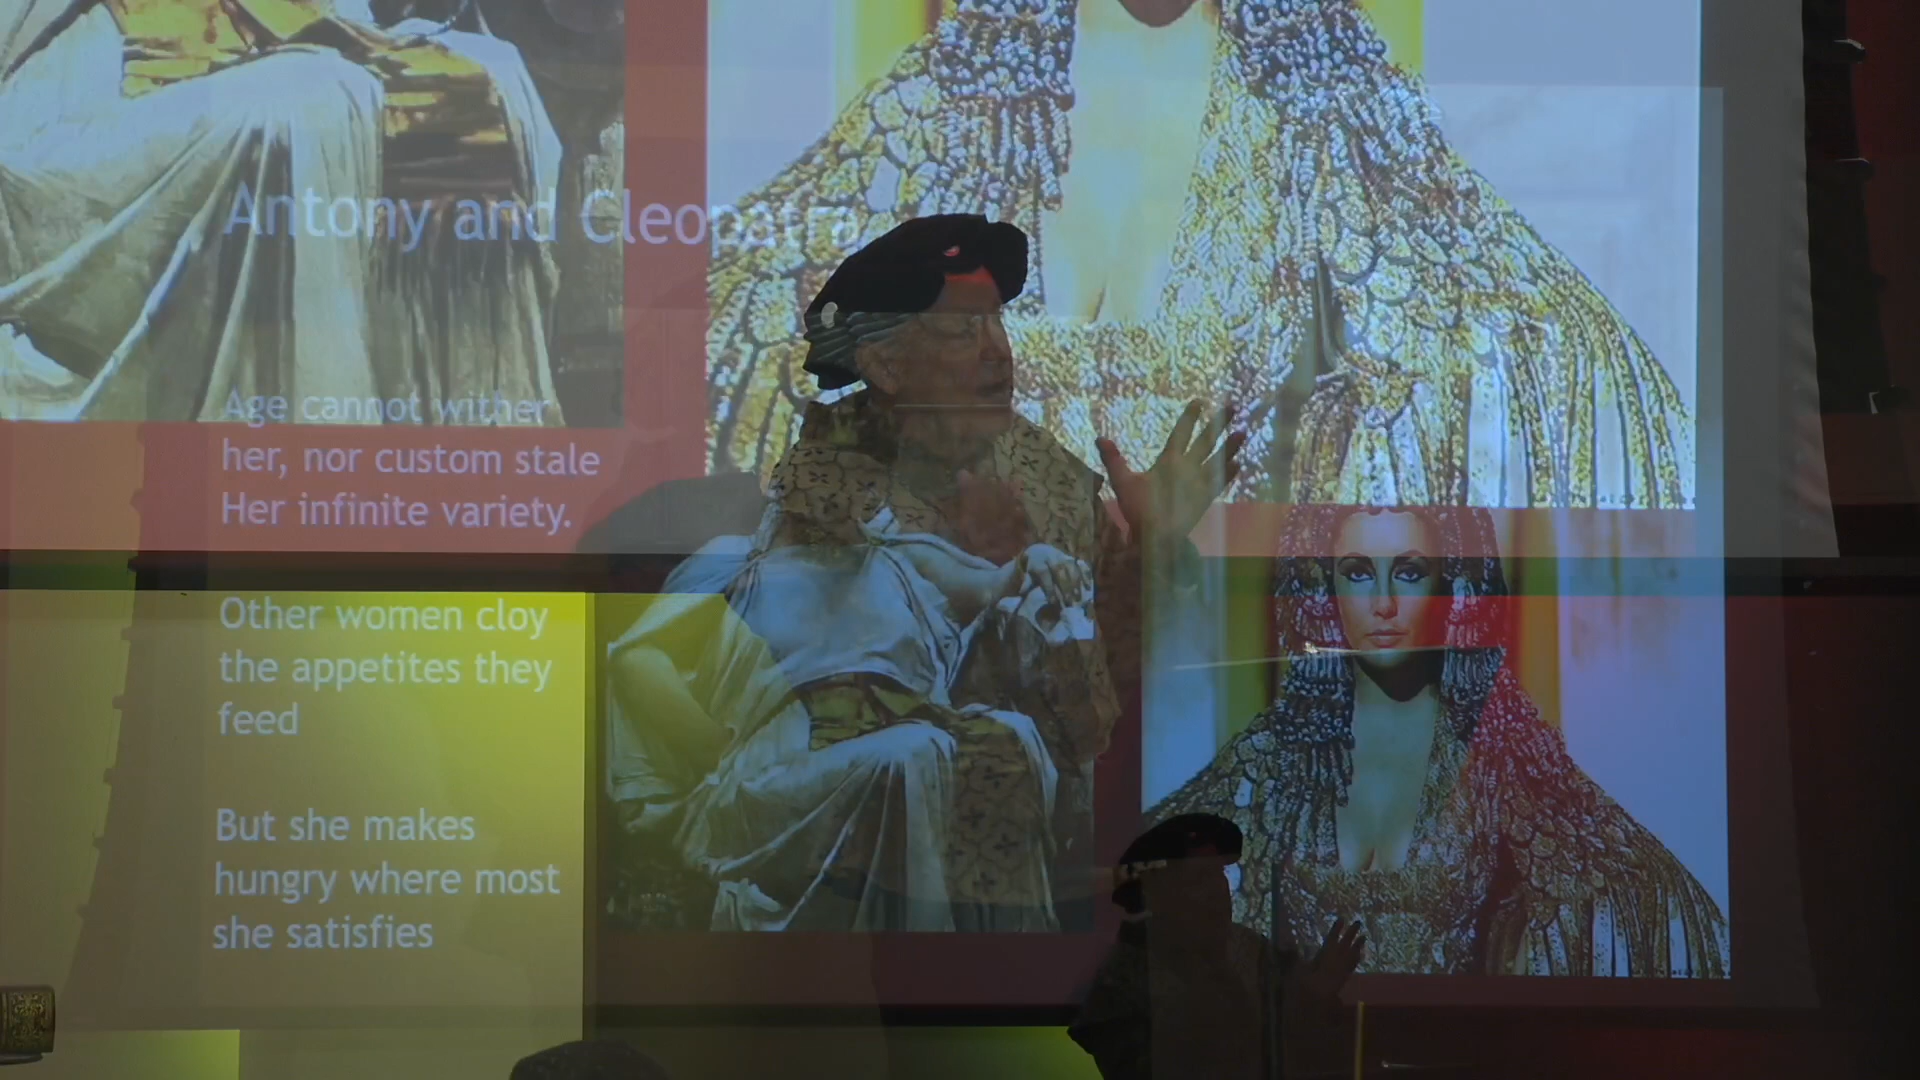 Antony and Cleopatra
Age cannot wither
her, nor custom stale
Her infinite variety.
Other women cloy
the appetites they
feed
But she makes
hungry where most
she satisfies